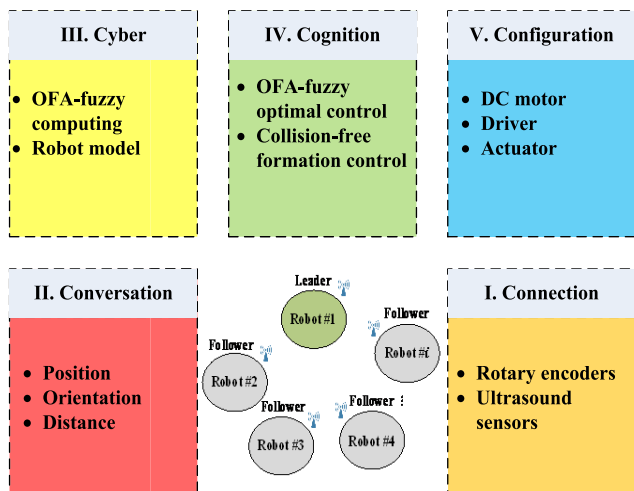 III. Cyber
• OFA-fuzzy
computing
• Robot model
IV. Cognition
• OFA-fuzzy
optimal control
• Collision-free
formation control
V. Configuration
• DC motor
• Driver
• Actuator
II. Conversation
• Position
• Orientation
• Distance
Leader
Robot #1
Follower
Robot #i
Follower
Robot #2
Follower
Robot #3
Follower ⋮
Robot #4
I. Connection
• Rotary encoders
• Ultrasound
sensors